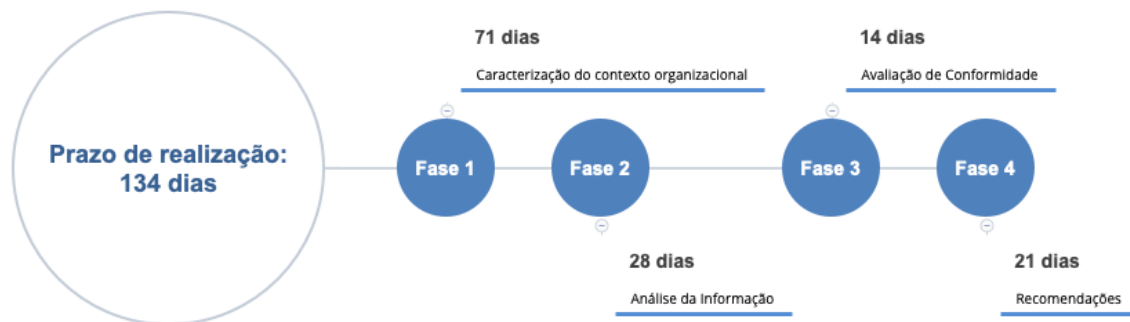 Prazo de realização:
134 dias
71 dias
Caracterização do contexto organizacional
Fase 1
Fase 2
28 dias
Análise da Informação
14 dias
Avaliação de Conformidade
Fase 3
Fase 4
21 dias
Recomendações